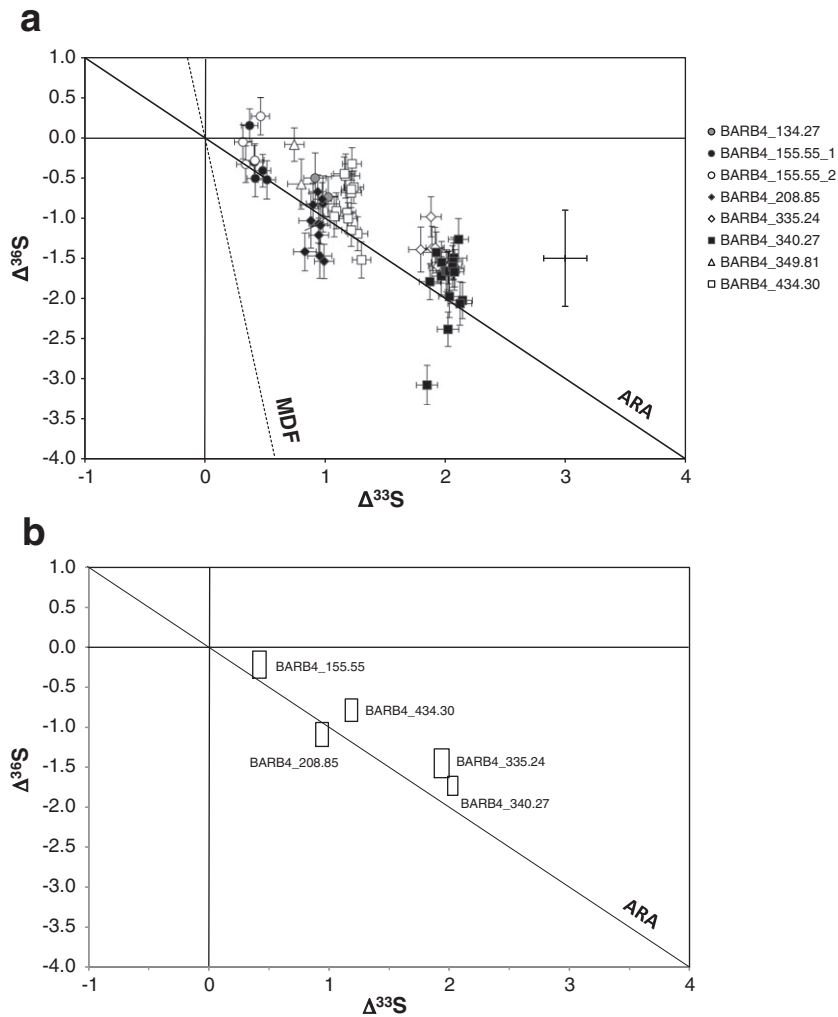 a
1.0
0.5
0.0
-0.5
-1.0
-1.5
-2.0
-2.5
-3.0
-3.5
-4.0
Δ³⁶S
-1 0 1 2 3 4
Δ³³S
MDF
ARA
BARB4_134.27
BARB4_155.55_1
BARB4_155.55_2
BARB4_208.85
BARB4_335.24
BARB4_340.27
BARB4_349.81
BARB4_434.30
b
1.0
0.5
0.0
-0.5
-1.0
-1.5
-2.0
-2.5
-3.0
-3.5
-4.0
Δ³⁶S
BARB4_155.55
BARB4_434.30
BARB4_208.85
BARB4_335.24
BARB4_340.27
ARA
-1 0 1 2 3 4
Δ³³S